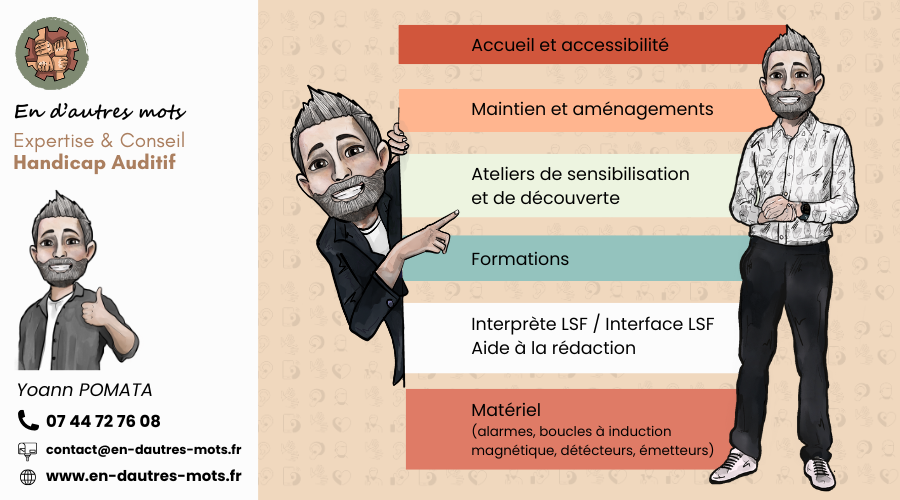 En d'autres mots
Expertise & Conseil
Handicap Auditif
Yoann POMATA
07 44 72 76 08
contact@en-dautres-mots.fr
www.en-dautres-mots.fr
Accueil et accessibilité
Maintien et aménagements
Ateliers de sensibilisation
et de découverte
Formations
Interprète LSF / Interface LSF
Aide à la rédaction
Matériel
(alarmes, boucles à induction
magnétique, détécteurs, émetteurs)